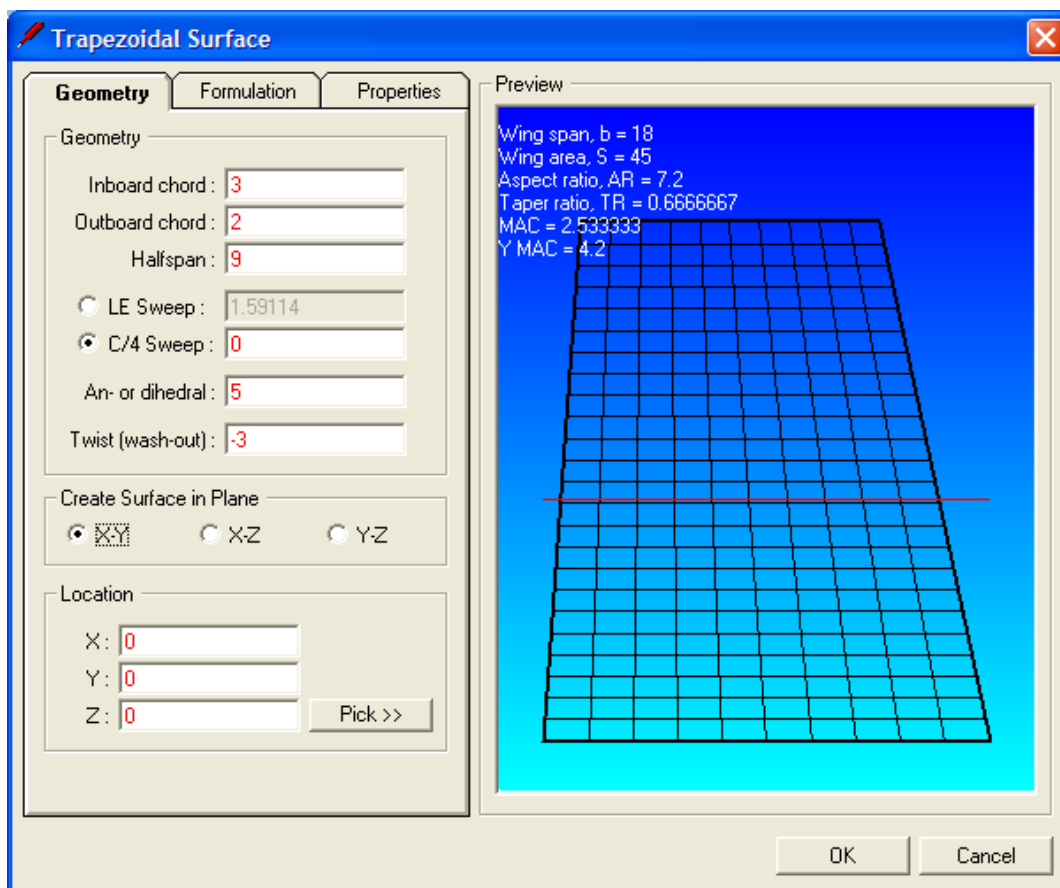 Trapezoidal Surface
Geometry Formulation Properties
Geometry
Inboard chord : 3
Outboard chord : 2
Halfspan : 9
LE Sweep : 1.59114
C/4 Sweep : 0
An- or dihedral : 5
Twist (wash-out) : -3
Create Surface in Plane
X-Y X-Z Y-Z
Location
X : 0
Y : 0
Z : 0 Pick >>
Preview
Wing span, b = 18
Wing area, S = 45
Aspect ratio, AR = 7.2
Taper ratio, TR = 0.6666667
MAC = 2.533333
Y MAC = 4.2
OK Cancel